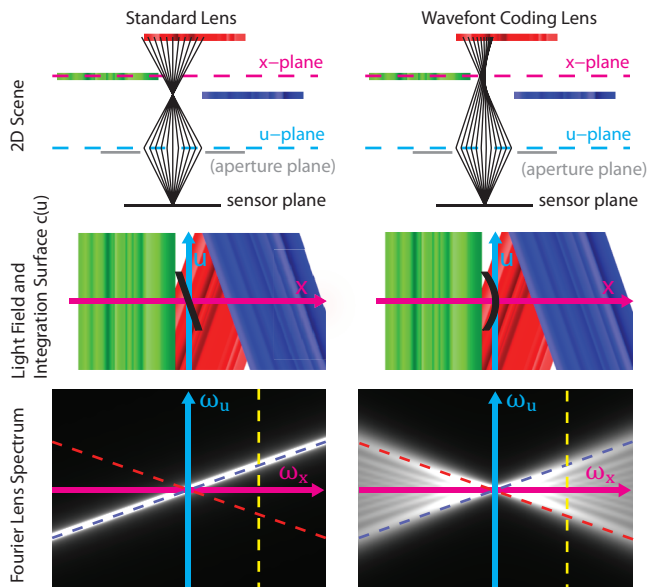 Standard Lens
Wavefont Coding Lens
2D Scene
x-plane
u-plane
(aperture plane)
sensor plane
x-plane
u-plane
(aperture plane)
sensor plane
Light Field and
Integration Surface c(u)
u
x
u
x
Fourier Lens Spectrum
ωu
ωx
ωu
ωx